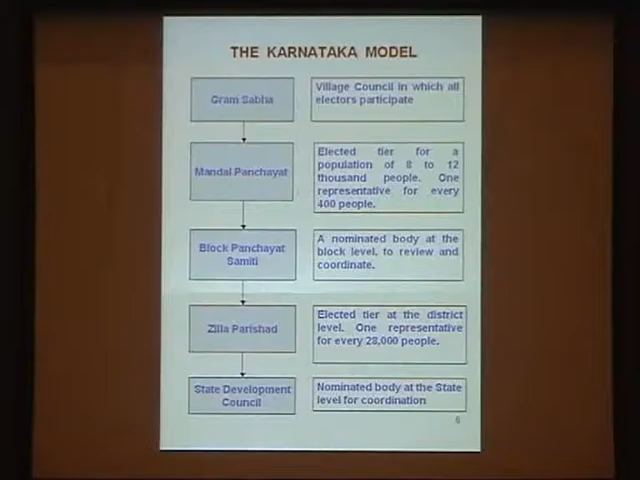 THE KARNATAKA MODEL
Gram Sabha
Village Council in which all
electors participate
Mandal Panchayat
Elected tier for a
population of 8 to 12
thousand people. One
representative for every
400 people.
Block Panchayat
Samiti
A nominated body at the
block level, to review and
coordinate.
Zilla Parishad
Elected tier at the district
level. One representative
for every 28,000 people.
State Development
Council
Nominated body at the State
level for coordination
6